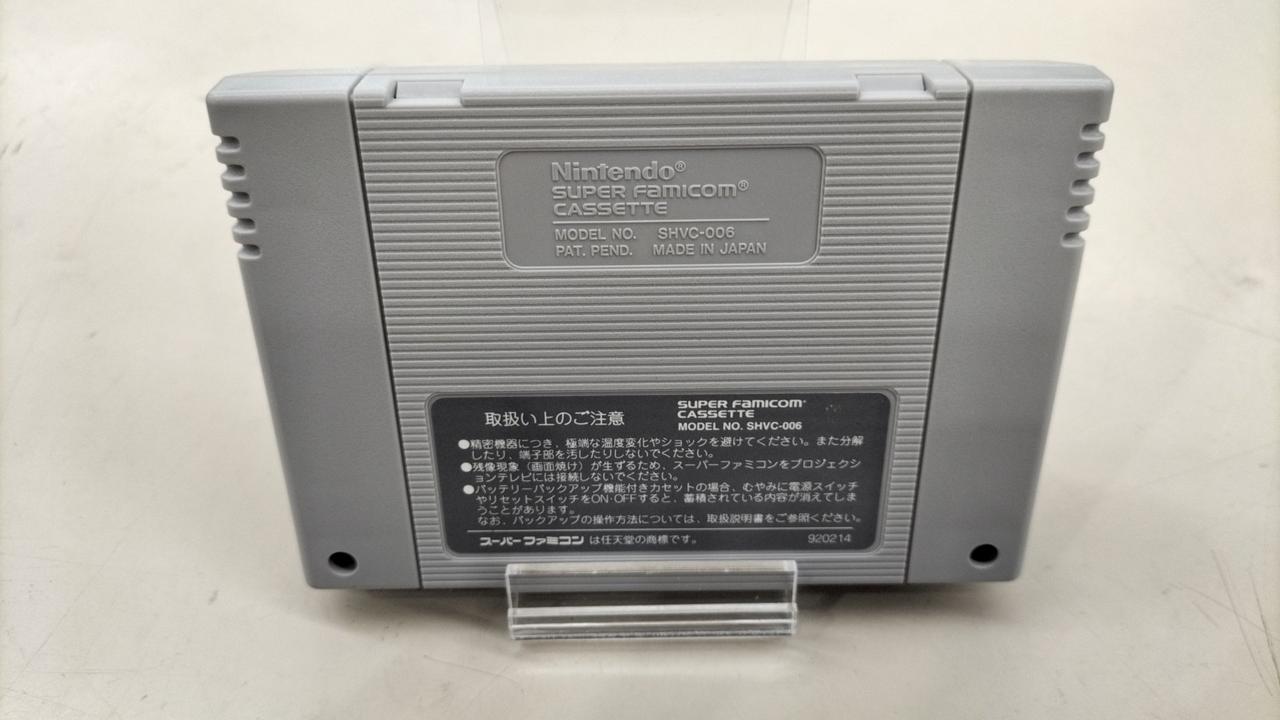 Nintendo®
SUPER FAMICOM®
CASSETTE
MODEL NO. SHVC-006
PAT. PEND. MADE IN JAPAN
取扱い上のご注意
SUPER FAMICOM®
CASSETTE
MODEL NO. SHVC-006
●精密機器につき、極端な温度変化やショックを避けてください。また分解
したり、端子部を汚したりしないでください。
●残像現象（画面焼け）が生ずるため、スーパーファミコンをプロジェクシ
ョンテレビには接続しないでください。
●バッテリーバックアップ機能付きカセットの場合、むやみに電源スイッチ
やリセットスイッチをON·OFFすると、蓄積されている内容が消えてしま
うことがあります。
なお、バックアップの操作方法については、取扱説明書をご参照ください。
スーパーファミコン は任天堂の商標です。
920214